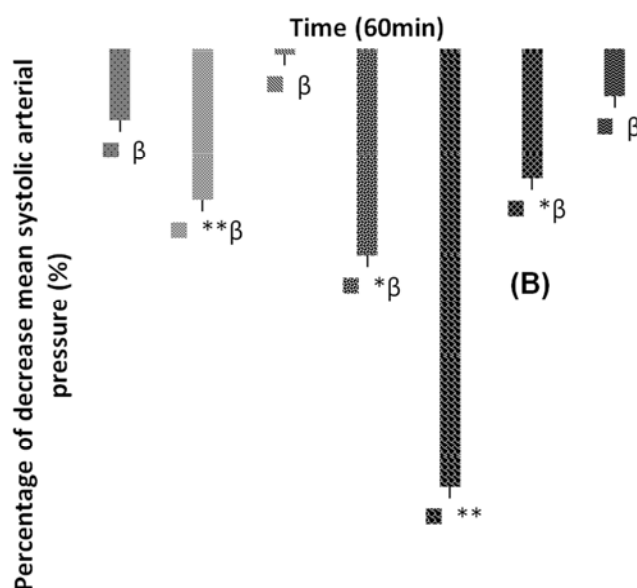 Time (60min)
Percentage of decrease mean systolic arterial
pressure (%)
β
**β
β
*β
**
*β
β
(B)